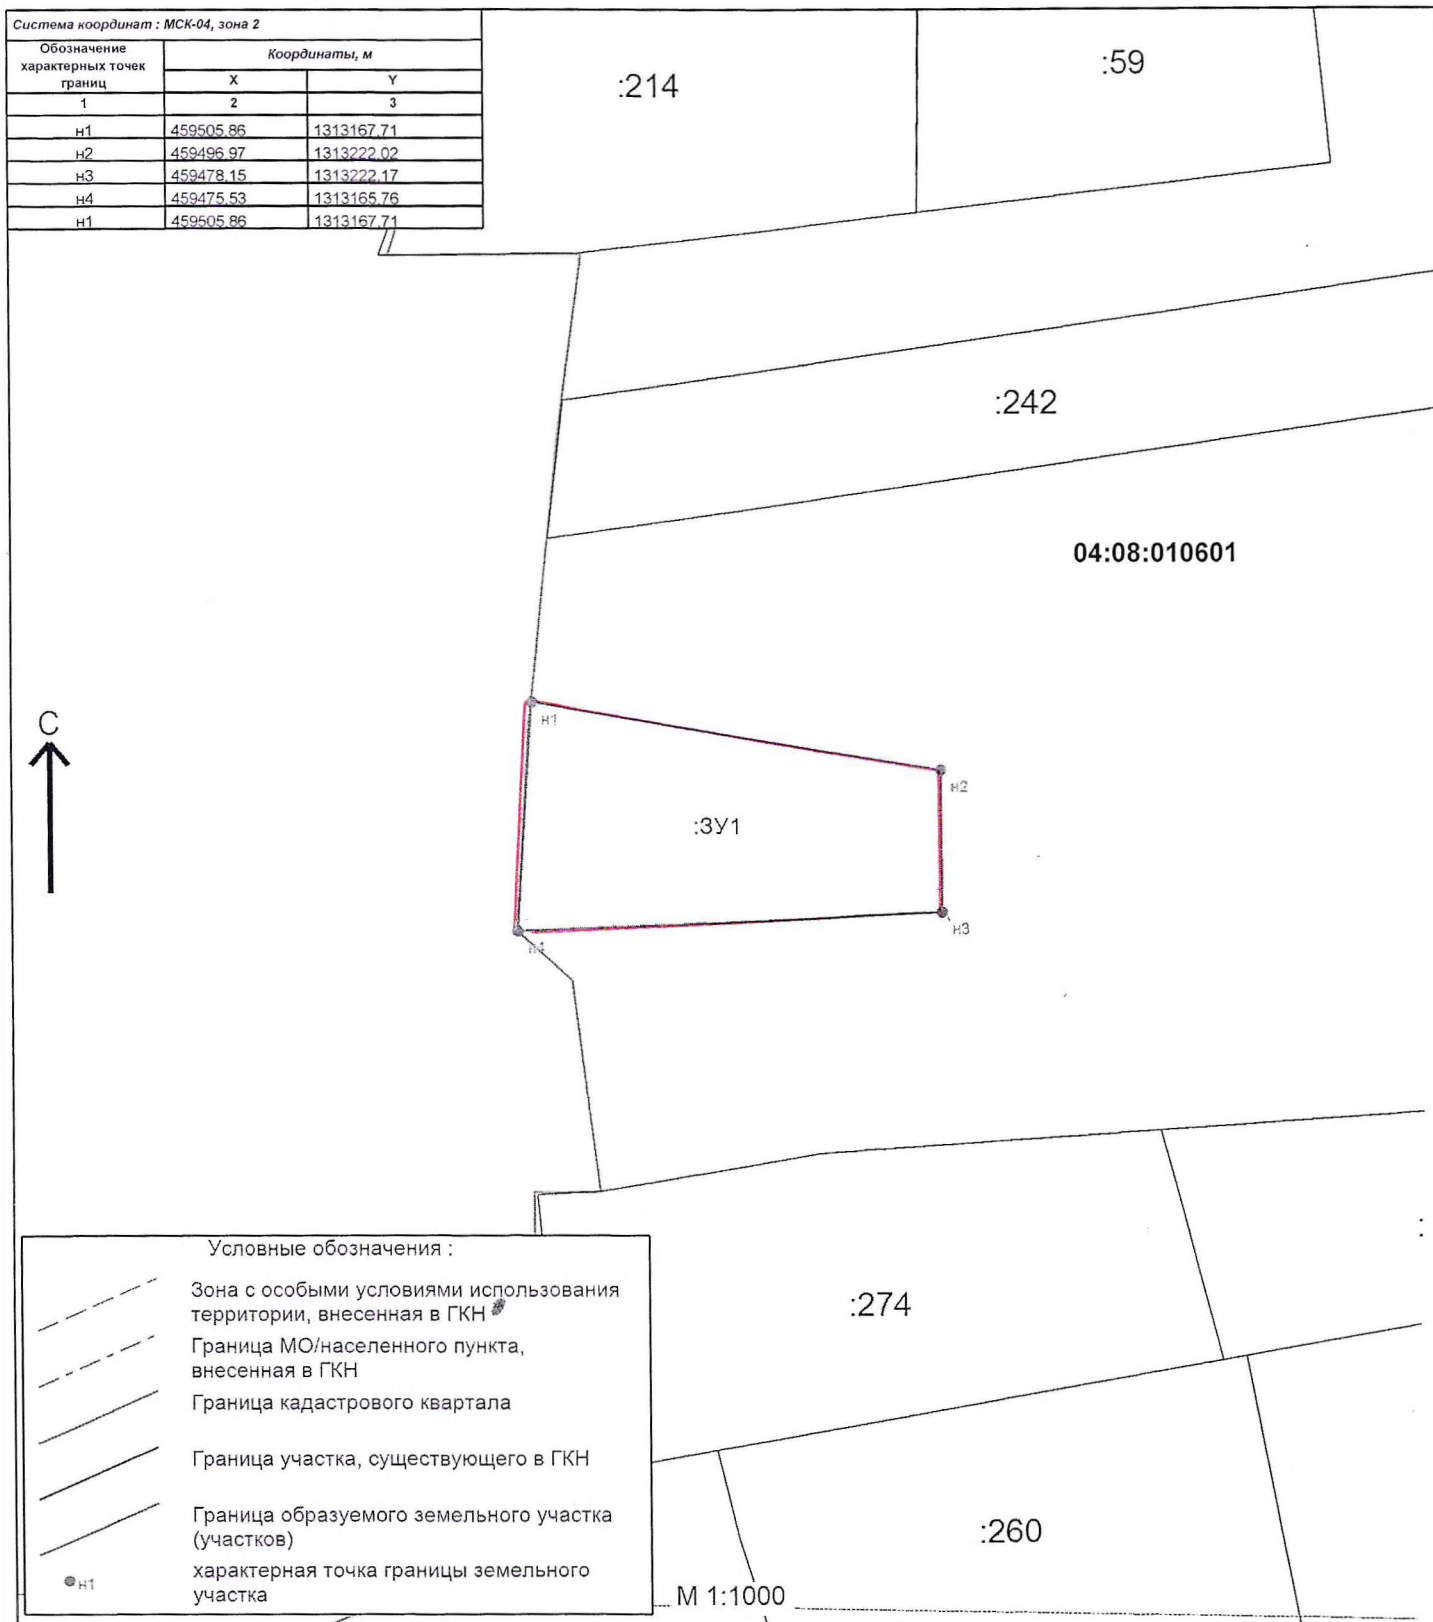 Система координат : МСК-04, зона 2
Обозначение характерных точек границ
Координаты, м
X Y
1 2 3
н1 459505.86 1313167.71
н2 459496.97 1313222.02
н3 459478.15 1313222.17
н4 459475.53 1313165.76
н1 459505.86 1313167.71
:214
:59
:242
04:08:010601
С
н1
н2
:ЗУ1
н3
н4
:274
:260
Условные обозначения :
Зона с особыми условиями использования
территории, внесенная в ГКН
Граница МО/населенного пункта,
внесенная в ГКН
Граница кадастрового квартала
Граница участка, существующего в ГКН
Граница образуемого земельного участка
(участков)
н1
характерная точка границы земельного
участка
М 1:1000